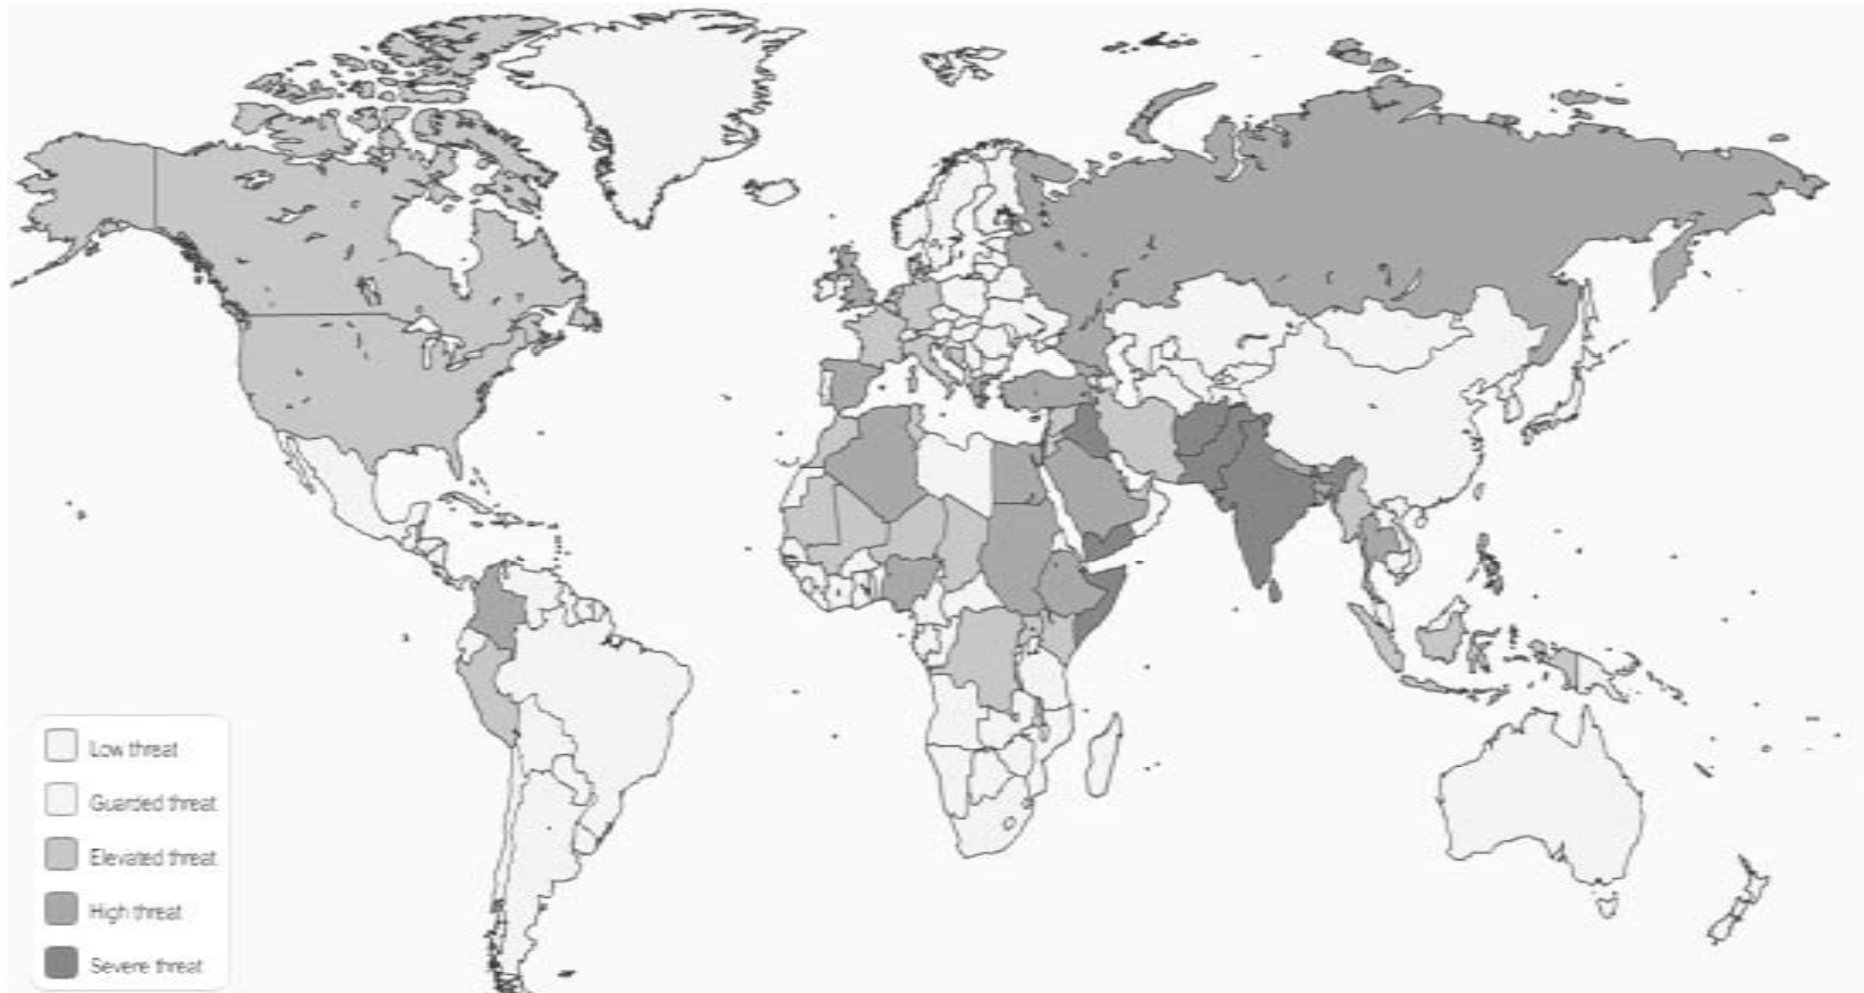 Low threat
Guarded threat
Elevated threat
High threat
Severe threat